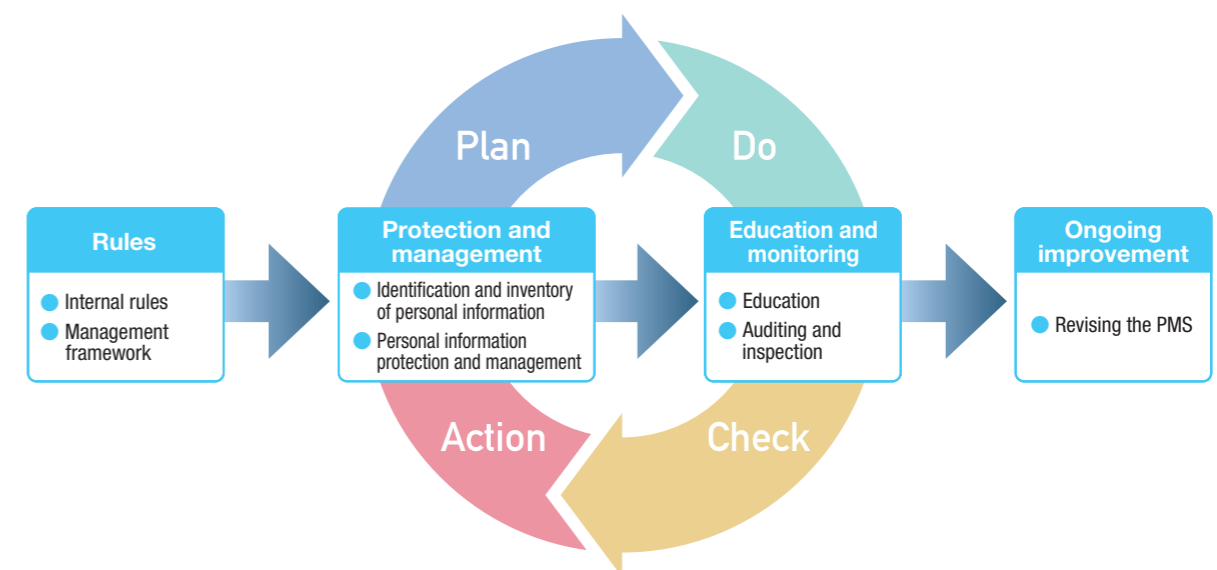 Plan
Do
Rules
Internal rules
Management
framework
Protection and
management
Identification and inventory
of personal information
Personal information
protection and management
Education and
monitoring
Education
Auditing and
inspection
Ongoing
improvement
Revising the PMS
Action
Check